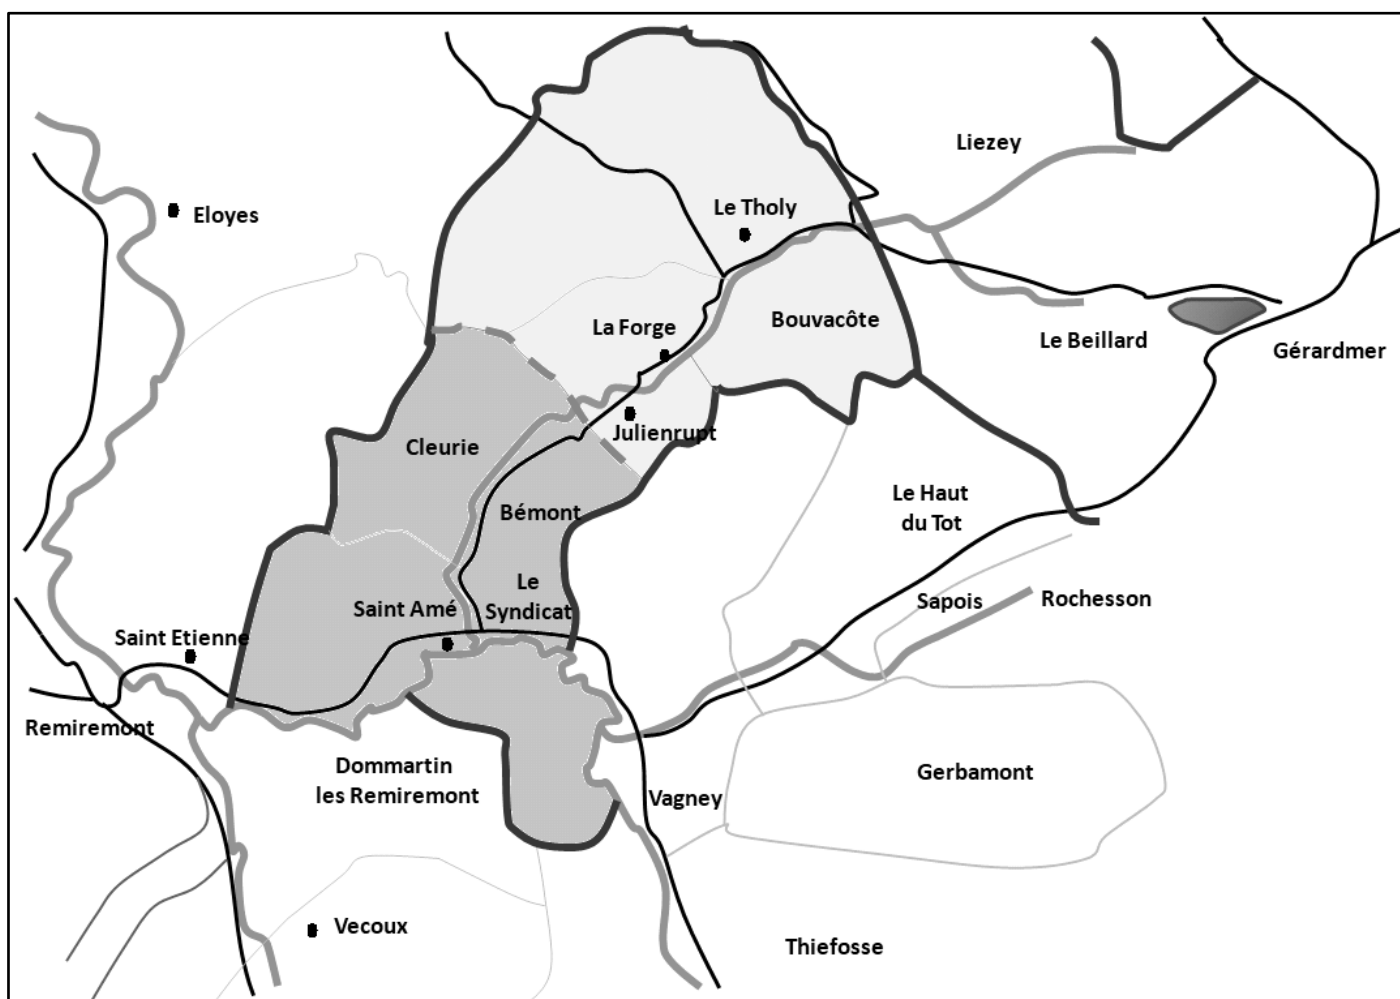 Liezey
Le Tholy
Eloyes
Bouvacôte
La Forge
Le Beillard
Gérardmer
Julienrupt
Cleurie
Le Haut
du Tot
Bémont
Le
Syndicat
Saint Amé
Sapois
Rochesson
Saint Etienne
Remiremont
Dommartin
les Remiremont
Gerbamont
Vagney
Vecoux
Thiefosse